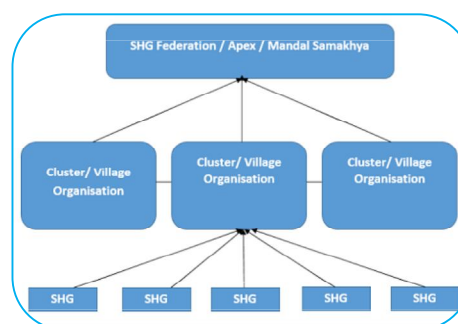 SHG Federation / Apex / Mandal Samakhya
Cluster/ Village
Organisation
Cluster/ Village
Organisation
Cluster/ Village
Organisation
SHG
SHG
SHG
SHG
SHG